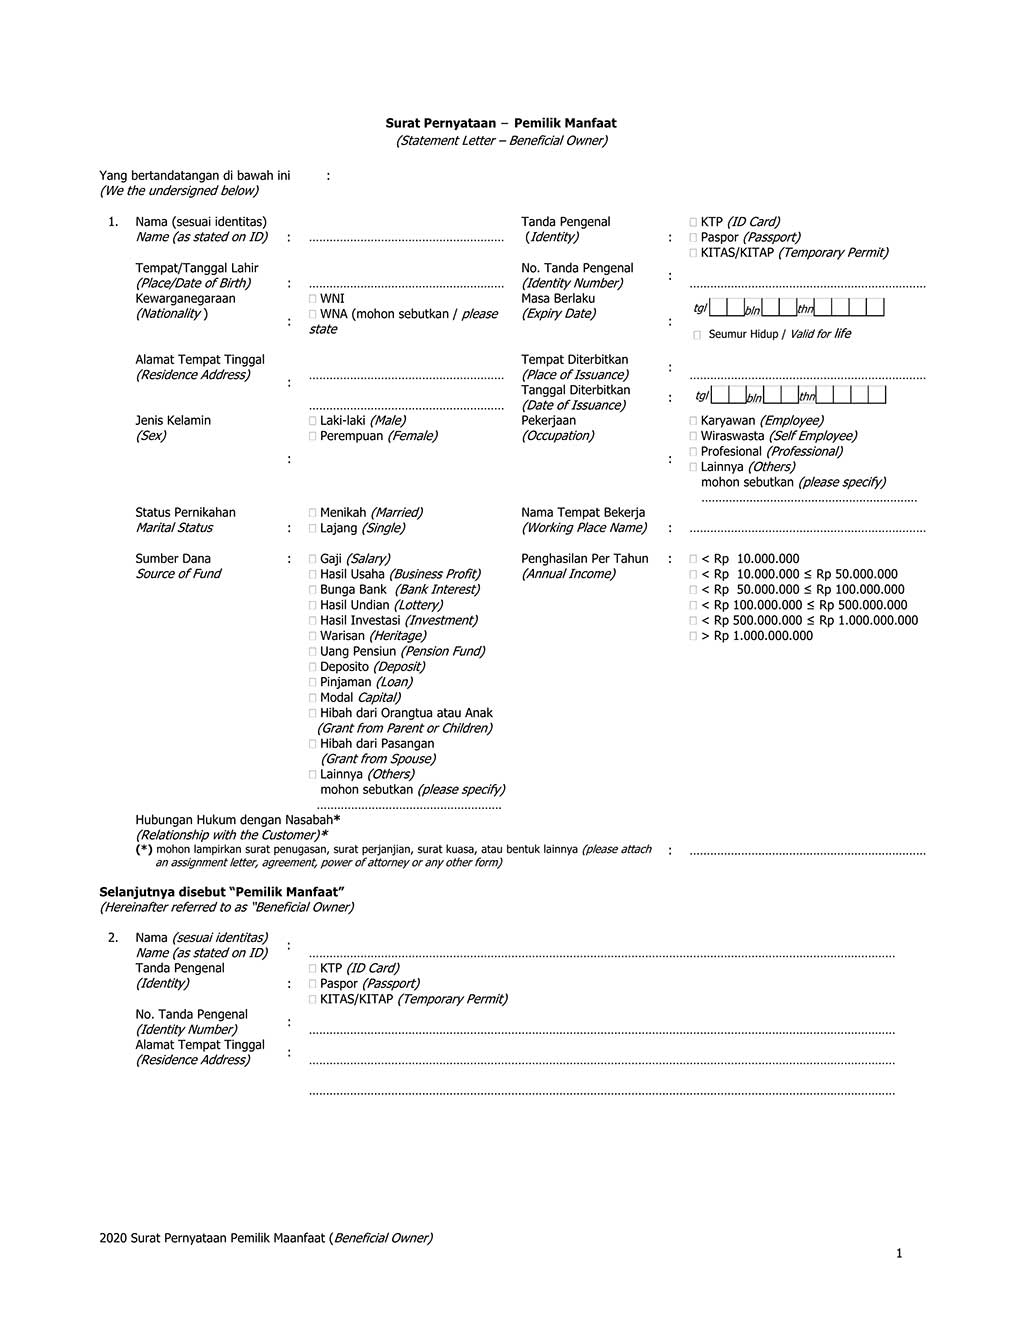 Surat Pernyataan – Pemilik Manfaat
(Statement Letter – Beneficial Owner)
Yang bertandatangan di bawah ini :
(We the undersigned below)
1. Nama (sesuai identitas) Tanda Pengenal □ KTP (ID Card)
Name (as stated on ID) : ………………………………………………… (Identity) : □ Paspor (Passport)
□ KITAS/KITAP (Temporary Permit)
Tempat/Tanggal Lahir No. Tanda Pengenal :
(Place/Date of Birth) : ………………………………………………… (Identity Number) ……………………………………………………………
Kewarganegaraan □ WNI Masa Berlaku
(Nationality ) : □ WNA (mohon sebutkan / please (Expiry Date) : tgl bln thn
state □ Seumur Hidup / Valid for life
Alamat Tempat Tinggal Tempat Diterbitkan :
(Residence Address) : ………………………………………………… (Place of Issuance) ……………………………………………………………
Tanggal Diterbitkan : tgl bln thn
………………………………………………… (Date of Issuance)
Jenis Kelamin □ Laki-laki (Male) Pekerjaan □ Karyawan (Employee)
(Sex) □ Perempuan (Female) (Occupation) □ Wiraswasta (Self Employee)
□ Profesional (Professional)
: : □ Lainnya (Others)
mohon sebutkan (please specify)
………………………………………………………
Status Pernikahan □ Menikah (Married) Nama Tempat Bekerja
Marital Status : □ Lajang (Single) (Working Place Name) : ……………………………………………………………
Sumber Dana : □ Gaji (Salary) Penghasilan Per Tahun : □ < Rp 10.000.000
Source of Fund □ Hasil Usaha (Business Profit) (Annual Income) □ < Rp 10.000.000 ≤ Rp 50.000.000
□ Bunga Bank (Bank Interest) □ < Rp 50.000.000 ≤ Rp 100.000.000
□ Hasil Undian (Lottery) □ < Rp 100.000.000 ≤ Rp 500.000.000
□ Hasil Investasi (Investment) □ < Rp 500.000.000 ≤ Rp 1.000.000.000
□ Warisan (Heritage) □ > Rp 1.000.000.000
□ Uang Pensiun (Pension Fund)
□ Deposito (Deposit)
□ Pinjaman (Loan)
□ Modal Capital)
□ Hibah dari Orangtua atau Anak
(Grant from Parent or Children)
□ Hibah dari Pasangan
(Grant from Spouse)
□ Lainnya (Others)
mohon sebutkan (please specify)
………………………………………………
Hubungan Hukum dengan Nasabah*
(Relationship with the Customer)*
(*) mohon lampirkan surat penugasan, surat perjanjian, surat kuasa, atau bentuk lainnya (please attach : ……………………………………………………………
an assignment letter, agreement, power of attorney or any other form)
Selanjutnya disebut “Pemilik Manfaat”
(Hereinafter referred to as “Beneficial Owner)
2. Nama (sesuai identitas) :
Name (as stated on ID) ………………………………………………………………………………………………………………………………………………………
Tanda Pengenal □ KTP (ID Card)
(Identity) : □ Paspor (Passport)
□ KITAS/KITAP (Temporary Permit)
No. Tanda Pengenal :
(Identity Number) ………………………………………………………………………………………………………………………………………………………
Alamat Tempat Tinggal :
(Residence Address) ………………………………………………………………………………………………………………………………………………………
………………………………………………………………………………………………………………………………………………………
2020 Surat Pernyataan Pemilik Maanfaat (Beneficial Owner)
1